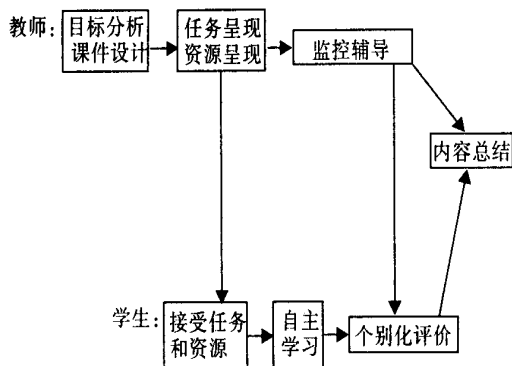 教师：
目标分析
课件设计
任务呈现
资源呈现
监控辅导
内容总结
学生：
接受任务
和资源
自主
学习
个别化评价